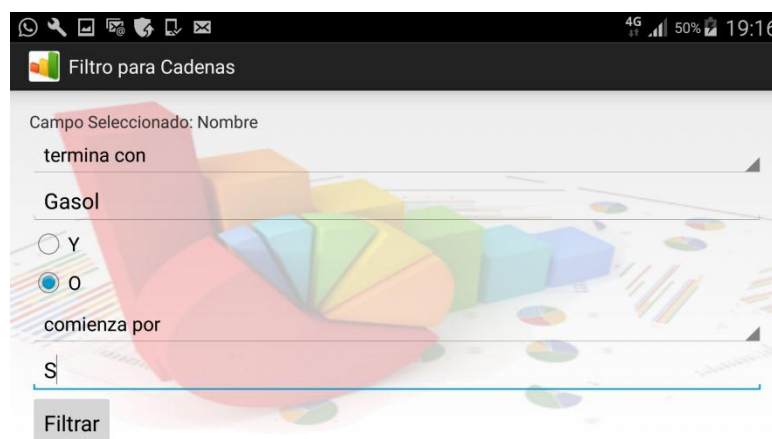 4G 50% 19:16
Filtro para Cadenas
Campo Seleccionado: Nombre
termina con
Gasol
Y
O
comienza por
S
Filtrar